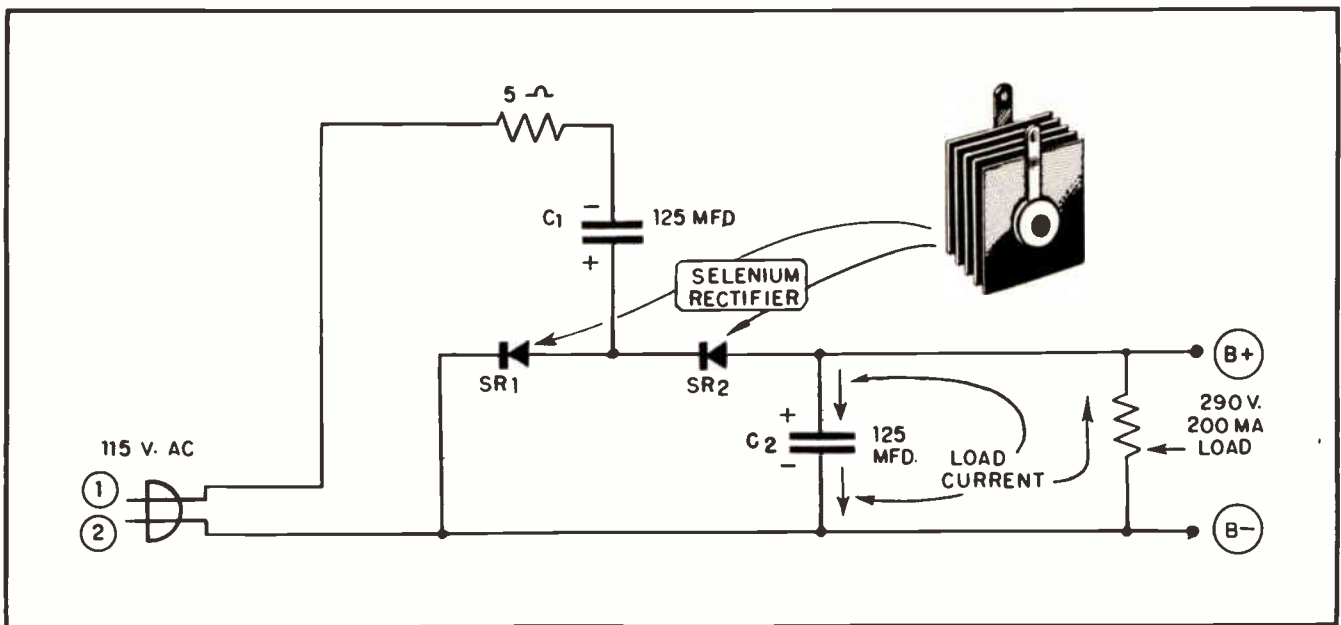 5 Ω
C1
−
+
125 MFD
SELENIUM
RECTIFIER
SR1
SR2
B+
115 V. AC
1
2
+
C2
−
125
MFD.
LOAD
CURRENT
290 V.
200 MA
LOAD
B-